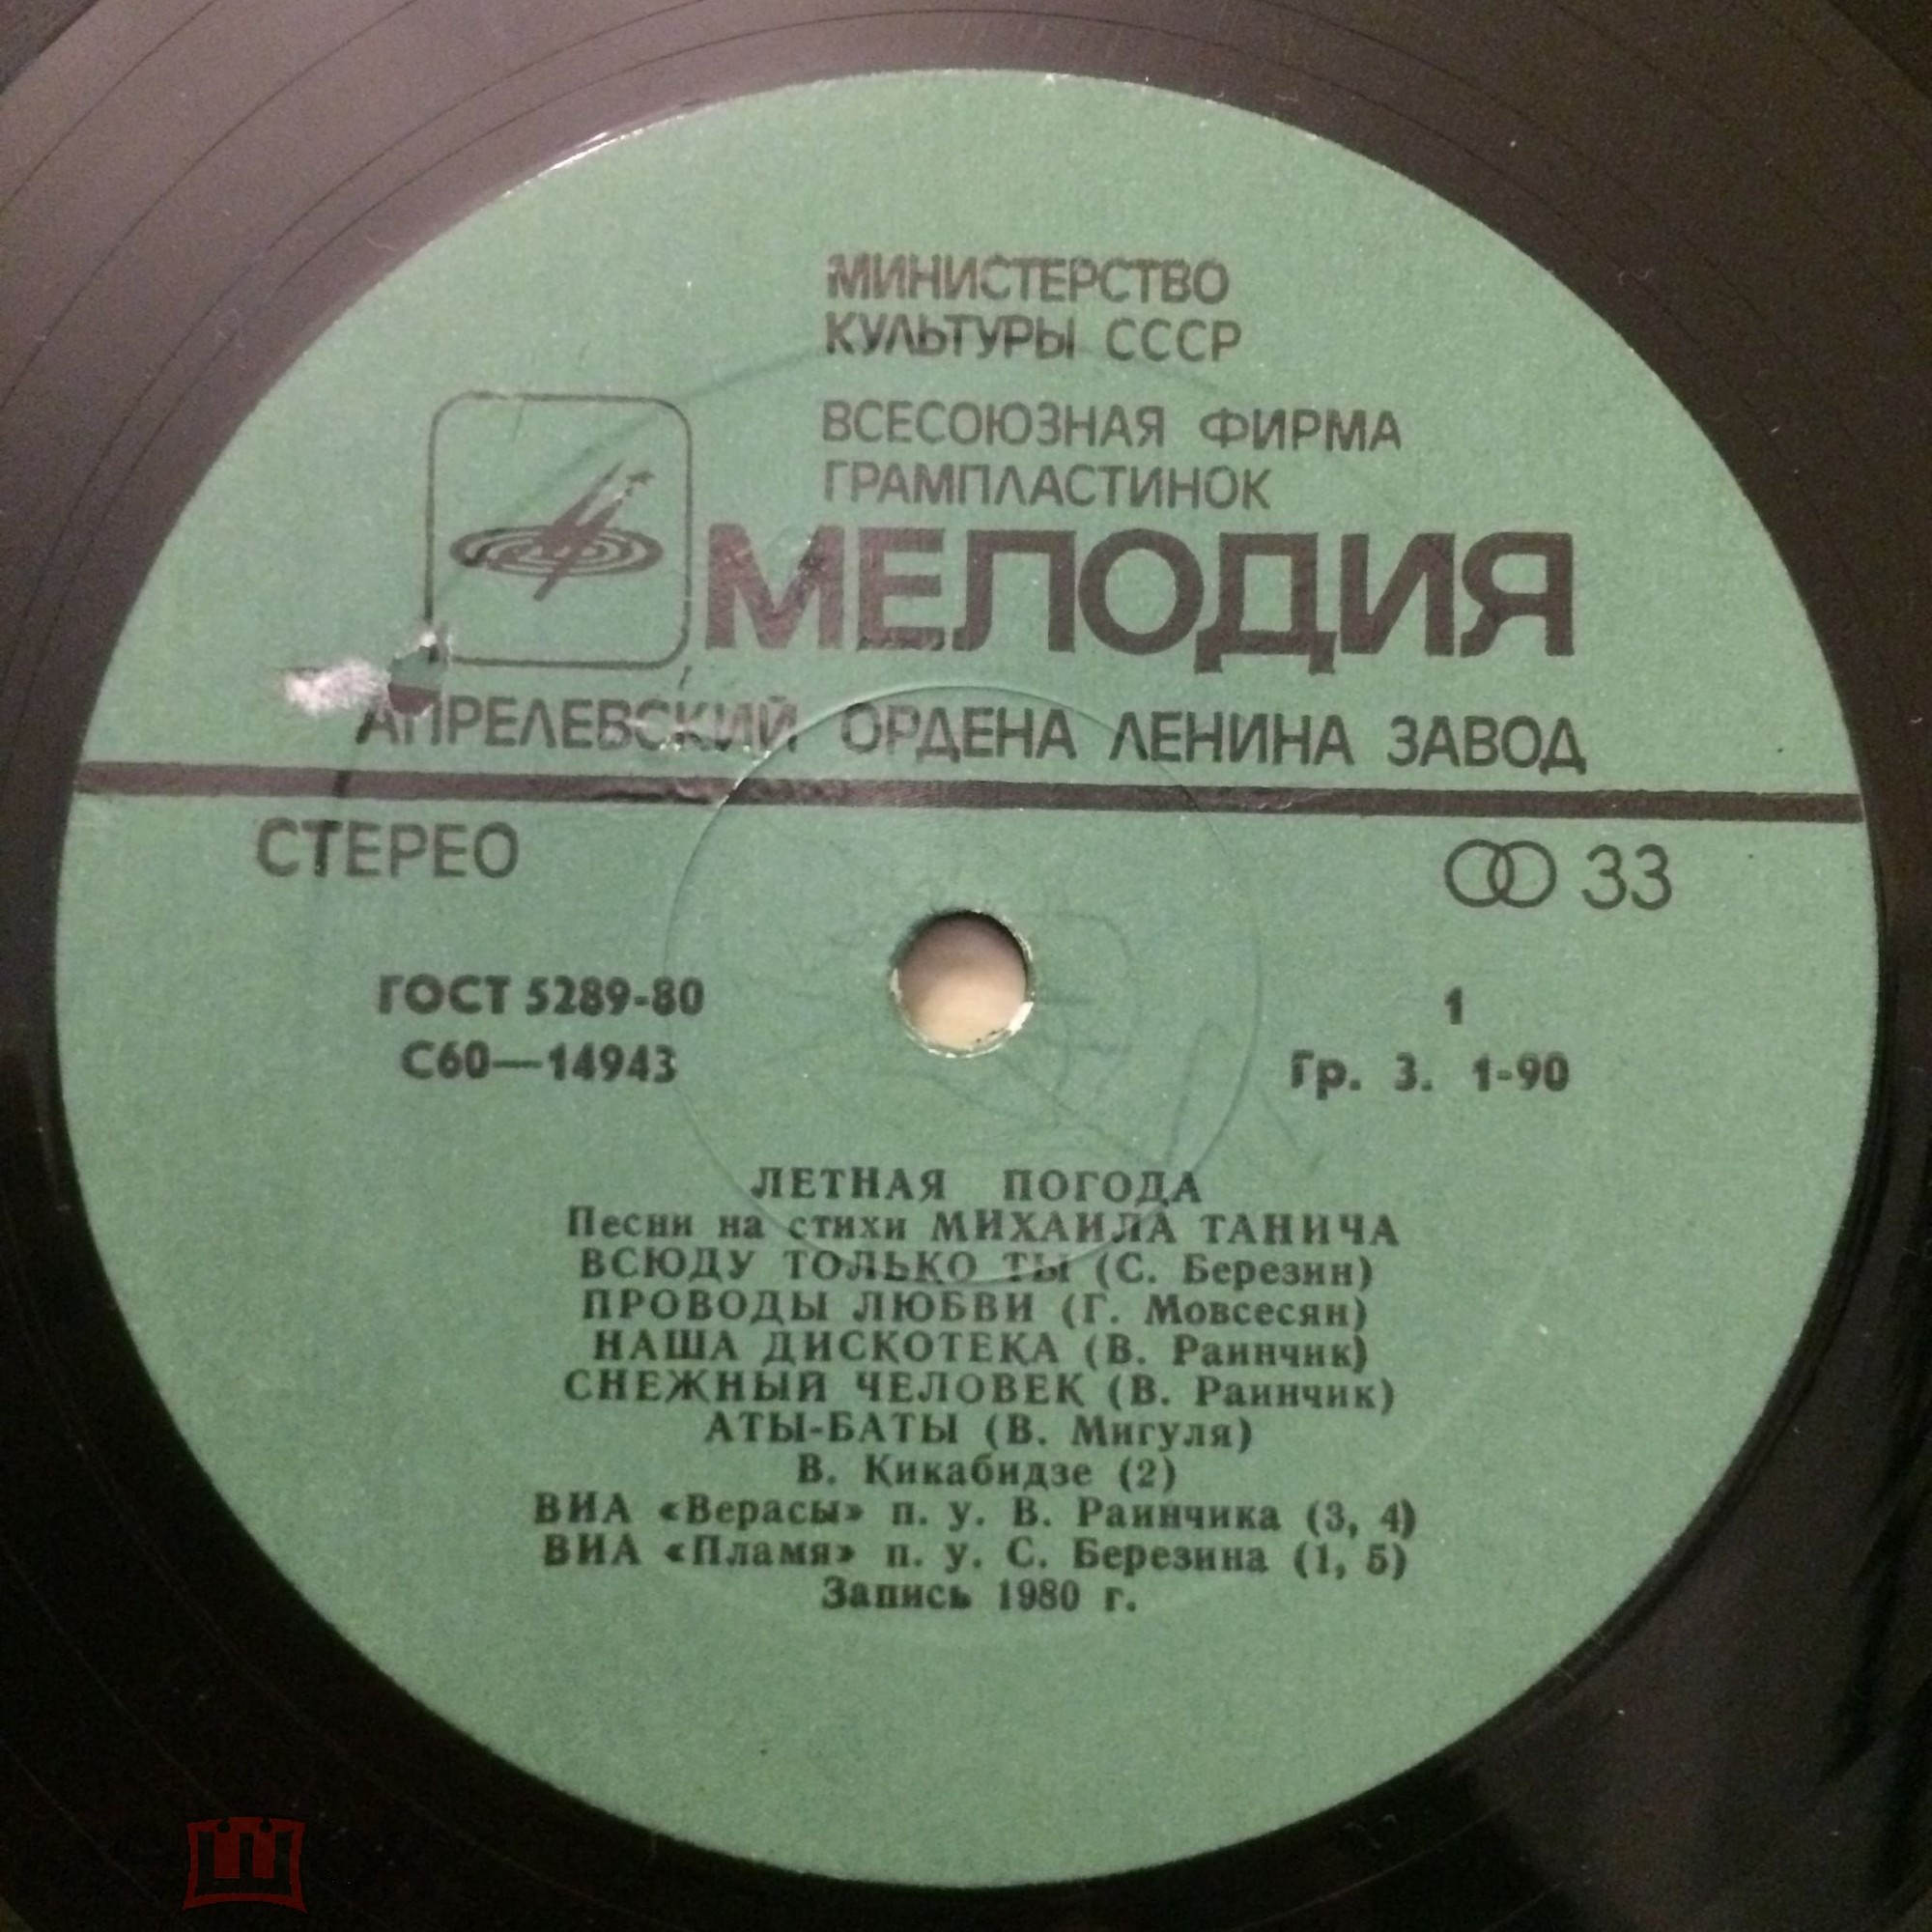 МИНИСТЕРСТВО
КУЛЬТУРЫ СССР
ВСЕСОЮЗНАЯ ФИРМА
ГРАМПЛАСТИНОК
МЕЛОДИЯ
АПРЕЛЕВСКИЙ ОРДЕНА ЛЕНИНА ЗАВОД
СТЕРЕО 33
ГОСТ 5289-80 1
С60—14943 Гр. 3. 1-90
ЛЕТНАЯ ПОГОДА
Песни на стихи МИХАИЛА ТАНИЧА
ВСЮДУ ТОЛЬКО ТЫ (С. Березин)
ПРОВОДЫ ЛЮБВИ (Г. Мовсесян)
НАША ДИСКОТЕКА (В. Раинчик)
СНЕЖНЫЙ ЧЕЛОВЕК (В. Раинчик)
АТЫ-БАТЫ (В. Мигуля)
В. Кикабидзе (2)
ВИА «Верасы» п. у. В. Раинчика (3, 4)
ВИА «Пламя» п. у. С. Березина (1, 5)
Запись 1980 г.